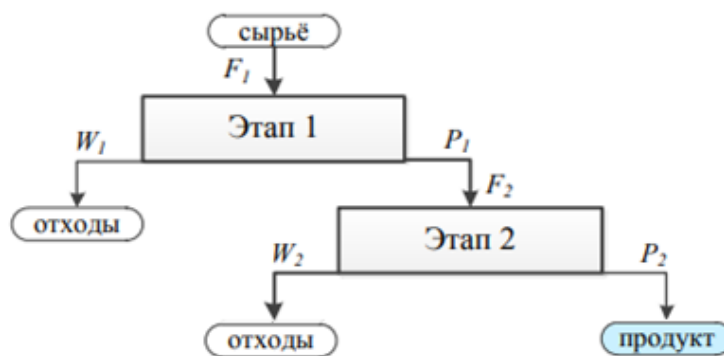 сырьё
F₁
Этап 1
W₁
P₁
отходы
F₂
Этап 2
W₂
P₂
отходы
продукт